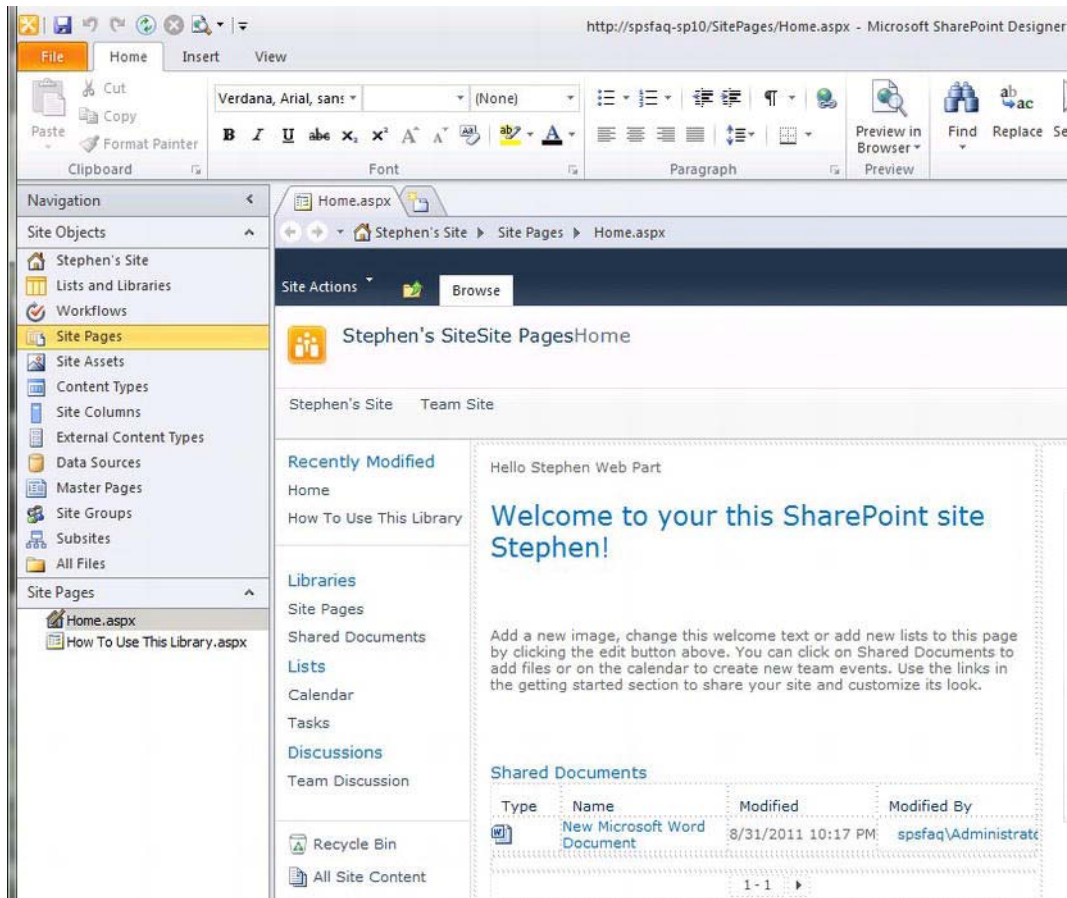 http://spsfaq-sp10/SitePages/Home.aspx - Microsoft SharePoint Designer
File Home Insert View
Cut
Copy
Format Painter
Paste
Clipboard
Verdana, Arial, sans
(None)
B I U abe x₂ x² A A Aa ab A
Font
Paragraph
Preview in Browser
Preview
Find
ab ac
Replace
Navigation
Site Objects
Stephen's Site
Lists and Libraries
Workflows
Site Pages
Site Assets
Content Types
Site Columns
External Content Types
Data Sources
Master Pages
Site Groups
Subsites
All Files
Site Pages
Home.aspx
How To Use This Library.aspx
Home.aspx
Stephen's Site Site Pages Home.aspx
Site Actions Browse
Stephen's SiteSite PagesHome
Stephen's Site Team Site
Recently Modified
Home
How To Use This Library
Libraries
Site Pages
Shared Documents
Lists
Calendar
Tasks
Discussions
Team Discussion
Recycle Bin
All Site Content
Hello Stephen Web Part
Welcome to your this SharePoint site
Stephen!
Add a new image, change this welcome text or add new lists to this page
by clicking the edit button above. You can click on Shared Documents to
add files or on the calendar to create new team events. Use the links in
the getting started section to share your site and customize its look.
Shared Documents
Type Name Modified Modified By
New Microsoft Word
Document
8/31/2011 10:17 PM
spsfaq\Administrato
1 - 1